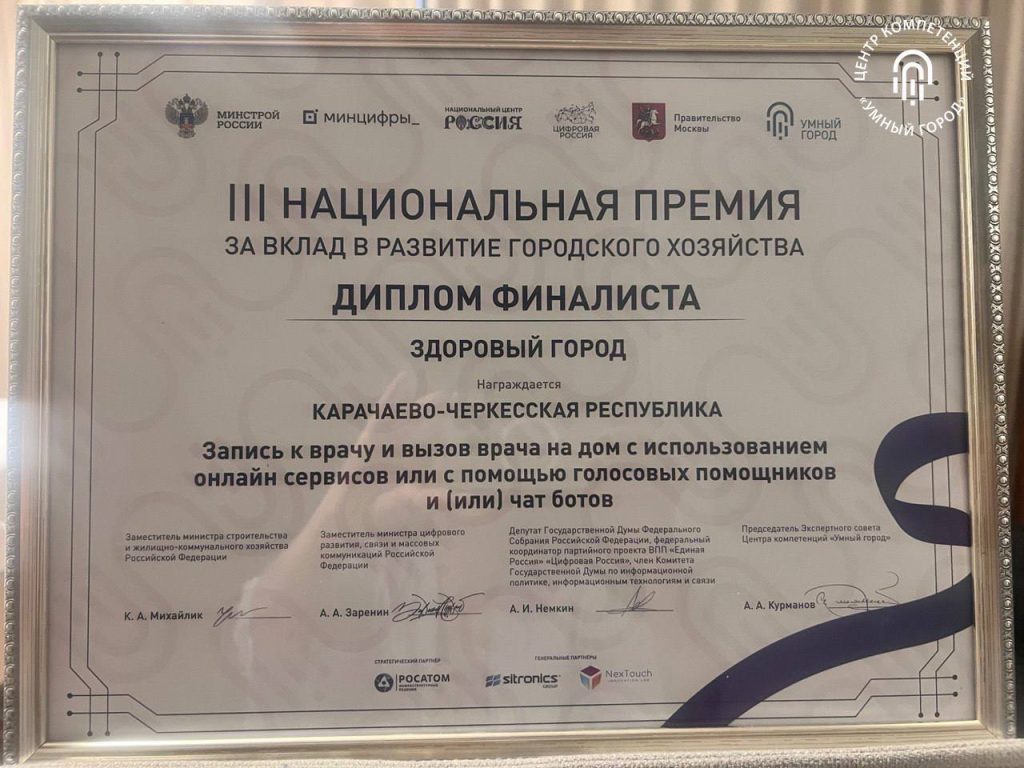 ЦЕНТР КОМПЕТЕНЦИЙ
«УМНЫЙ ГОРОД»
МИНСТРОЙ
РОССИИ
минцифры_
НАЦИОНАЛЬНЫЙ ЦЕНТР
РОССИЯ
ЦИФРОВАЯ
РОССИЯ
Правительство
Москвы
УМНЫЙ
ГОРОД
III НАЦИОНАЛЬНАЯ ПРЕМИЯ
ЗА ВКЛАД В РАЗВИТИЕ ГОРОДСКОГО ХОЗЯЙСТВА
ДИПЛОМ ФИНАЛИСТА
ЗДОРОВЫЙ ГОРОД
Награждается
КАРАЧАЕВО-ЧЕРКЕССКАЯ РЕСПУБЛИКА
Запись к врачу и вызов врача на дом с использованием
онлайн сервисов или с помощью голосовых помощников
и (или) чат ботов
Заместитель министра строительства
и жилищно-коммунального хозяйства
Российской Федерации
К. А. Михайлик
Заместитель министра цифрового
развития, связи и массовых
коммуникаций Российской
Федерации
А. А. Заренин
Депутат Государственной Думы Федерального
Собрания Российской Федерации, федеральный
координатор партийного проекта ВПП «Единая
Россия» «Цифровая Россия», член Комитета
Государственной Думы по информационной
политике, информационным технологиям и связи
А. И. Немкин
Председатель Экспертного совета
Центра компетенций «Умный город»
А. А. Курманов
СТРАТЕГИЧЕСКИЙ ПАРТНЁР
РОСАТОМ
ИНФРАСТРУКТУРНЫЕ
РЕШЕНИЯ
ГЕНЕРАЛЬНЫЕ ПАРТНЕРЫ
sitronics
GROUP
NexTouch
INNOVATION LAB